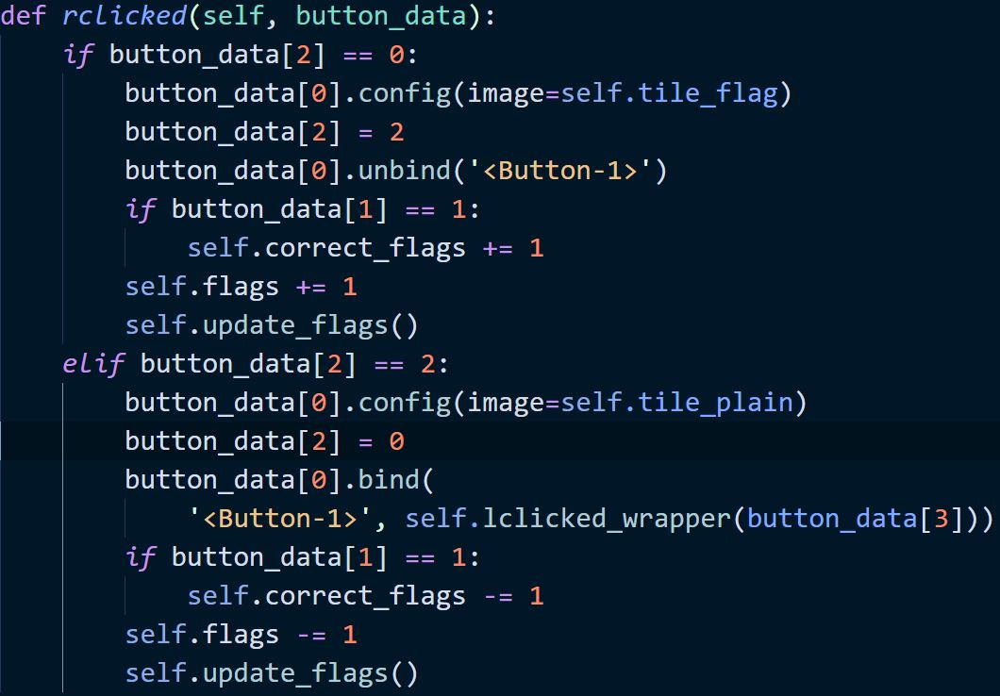 def rclicked(self, button_data):
    if button_data[2] == 0:
        button_data[0].config(image=self.tile_flag)
        button_data[2] = 2
        button_data[0].unbind('<Button-1>')
        if button_data[1] == 1:
            self.correct_flags += 1
        self.flags += 1
        self.update_flags()
    elif button_data[2] == 2:
        button_data[0].config(image=self.tile_plain)
        button_data[2] = 0
        button_data[0].bind(
            '<Button-1>', self.lclicked_wrapper(button_data[3]))
        if button_data[1] == 1:
            self.correct_flags -= 1
        self.flags -= 1
        self.update_flags()